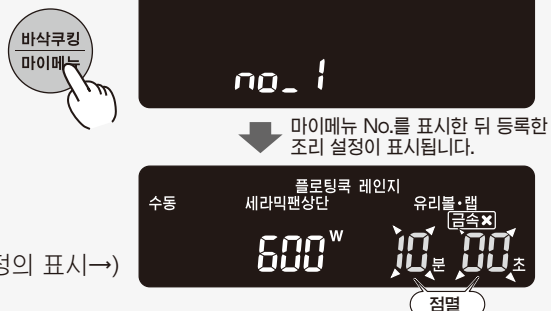 바삭쿠킹
마이메뉴
no_1
마이메뉴 No.를 표시한 뒤 등록한
조리 설정이 표시됩니다.
플로팅쿡 레인지
수동 세라믹팬상단 유리볼•랩
금속✖
600W 10분 00초
정의 표시→)
점멸